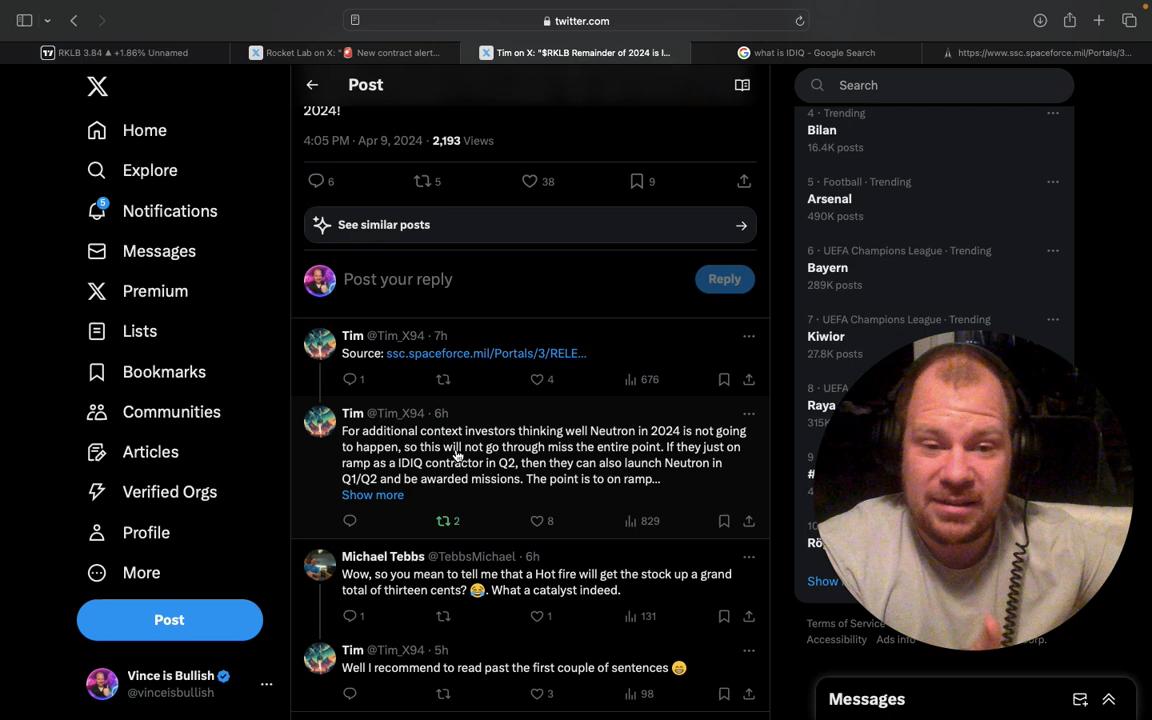 twitter.com
RKLB 3.84 ▲ +1.86% Unnamed
Rocket Lab on X: "🚨 New contract alert...
Tim on X: "$RKLB Remainder of 2024 is l...
what is IDIQ - Google Search
https://www.ssc.spaceforce.mil/Portals/3...
Home
Explore
5
Notifications
Messages
Premium
Lists
Bookmarks
Communities
Articles
Verified Orgs
Profile
More
Post
Vince is Bullish
@vinceisbullish
Post
2024!
4:05 PM · Apr 9, 2024 · 2,193 Views
6 5 38 9
See similar posts
Post your reply
Reply
Tim @Tim_X94 · 7h
Source: ssc.spaceforce.mil/Portals/3/RELE...
1 4 676
Tim @Tim_X94 · 6h
For additional context investors thinking well Neutron in 2024 is not going
to happen, so this will not go through miss the entire point. If they just on
ramp as a IDIQ contractor in Q2, then they can also launch Neutron in
Q1/Q2 and be awarded missions. The point is to on ramp...
Show more
2 8 829
Michael Tebbs @TebbsMichael · 6h
Wow, so you mean to tell me that a Hot fire will get the stock up a grand
total of thirteen cents? 😂. What a catalyst indeed.
1 1 131
Tim @Tim_X94 · 5h
Well I recommend to read past the first couple of sentences 😁
3 98
Search
4 · Trending
Bilan
16.4K posts
5 · Football · Trending
Arsenal
490K posts
6 · UEFA Champions League · Trending
Bayern
289K posts
7 · UEFA Champions League · Trending
Kiwior
27.8K posts
8 · UEFA
Raya
315K
9
#
4
10
Rö
Show
Terms of Service
Accessibility Ads info
Corp.
Messages